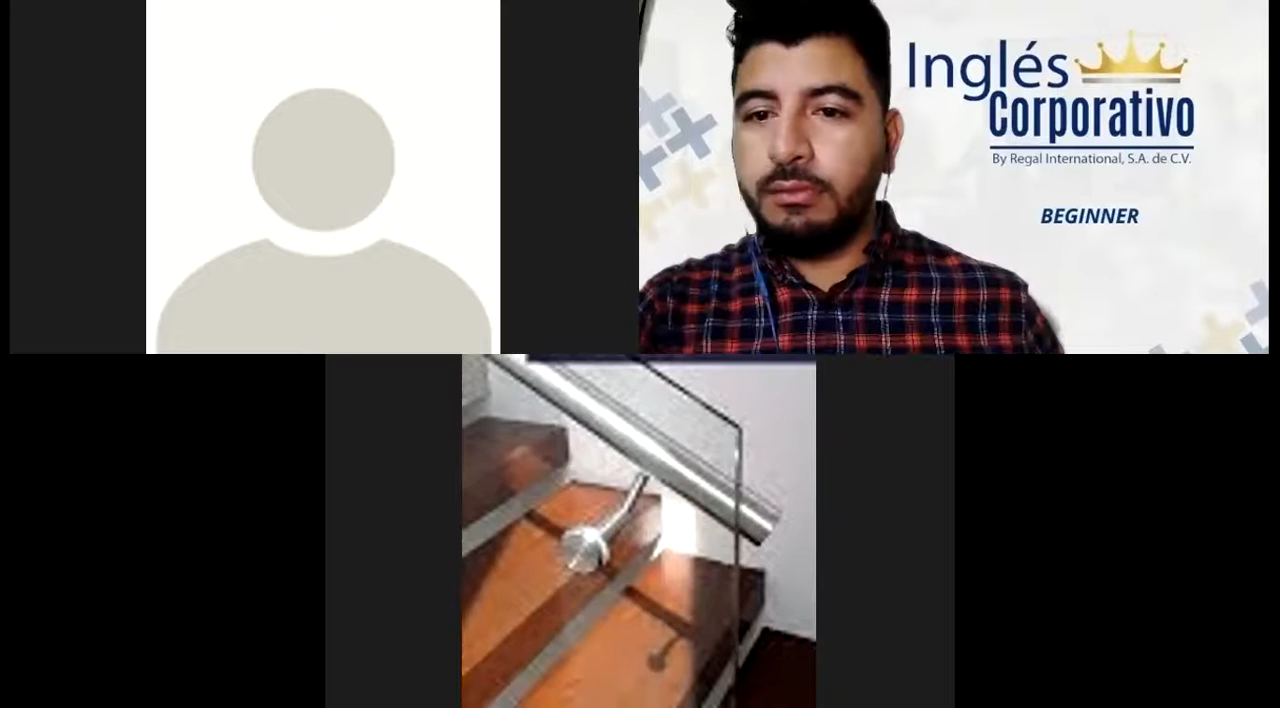 Inglés
Corporativo
By Regal International, S.A. de C.V.
BEGINNER